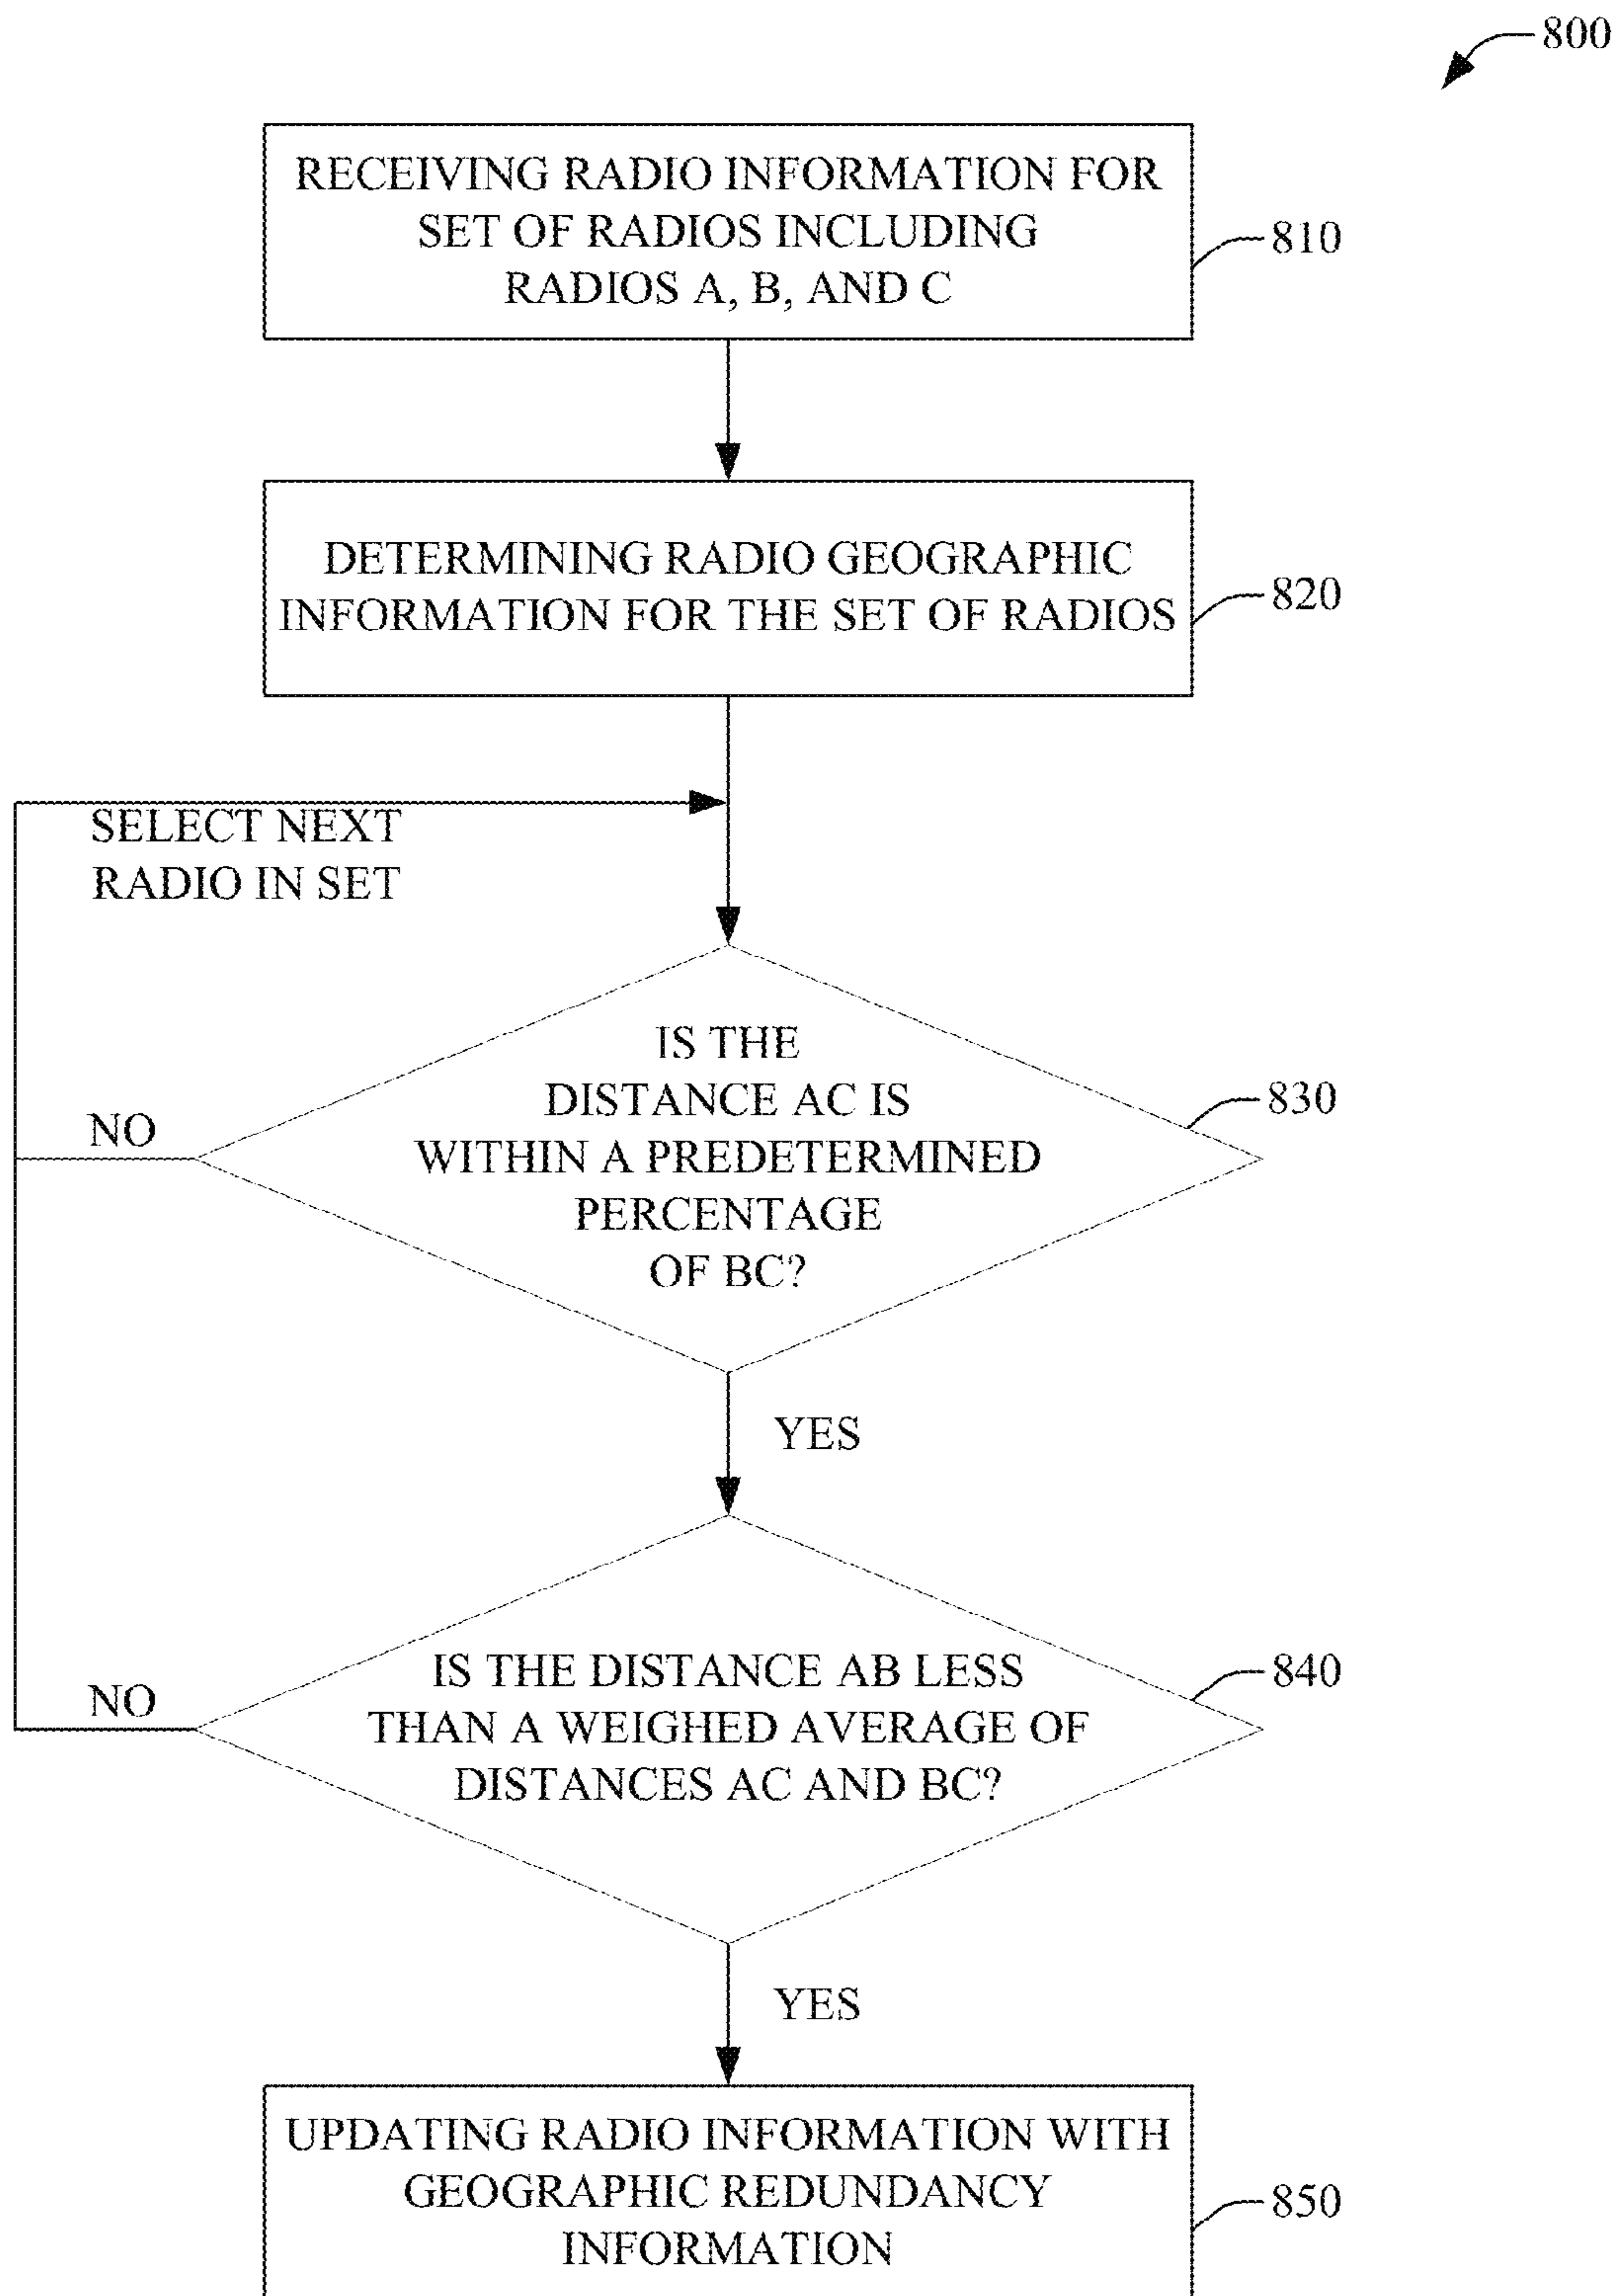 800
RECEIVING RADIO INFORMATION FOR
SET OF RADIOS INCLUDING
RADIOS A, B, AND C
810
DETERMINING RADIO GEOGRAPHIC
INFORMATION FOR THE SET OF RADIOS
820
SELECT NEXT
RADIO IN SET
IS THE
DISTANCE AC IS
WITHIN A PREDETERMINED
PERCENTAGE
OF BC?
830
NO
YES
IS THE DISTANCE AB LESS
THAN A WEIGHED AVERAGE OF
DISTANCES AC AND BC?
840
NO
YES
UPDATING RADIO INFORMATION WITH
GEOGRAPHIC REDUNDANCY
INFORMATION
850